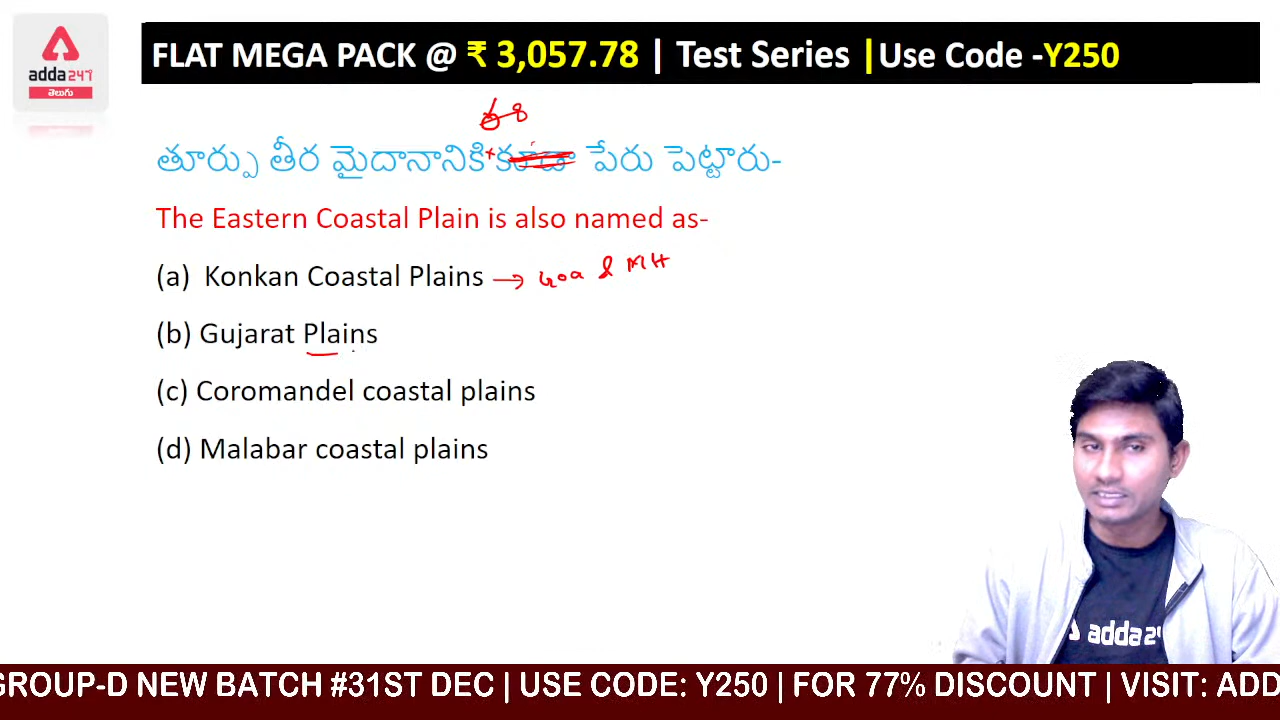 adda247
తెలుగు
FLAT MEGA PACK @ ₹ 3,057.78 | Test Series |Use Code -Y250
తూర్పు తీర మైదానానికి కూడా పేరు పెట్టారు-
The Eastern Coastal Plain is also named as-
(a) Konkan Coastal Plains → Goa & MH
(b) Gujarat Plains
(c) Coromandel coastal plains
(d) Malabar coastal plains
adda24
GROUP-D NEW BATCH #31ST DEC | USE CODE: Y250 | FOR 77% DISCOUNT | VISIT: ADD